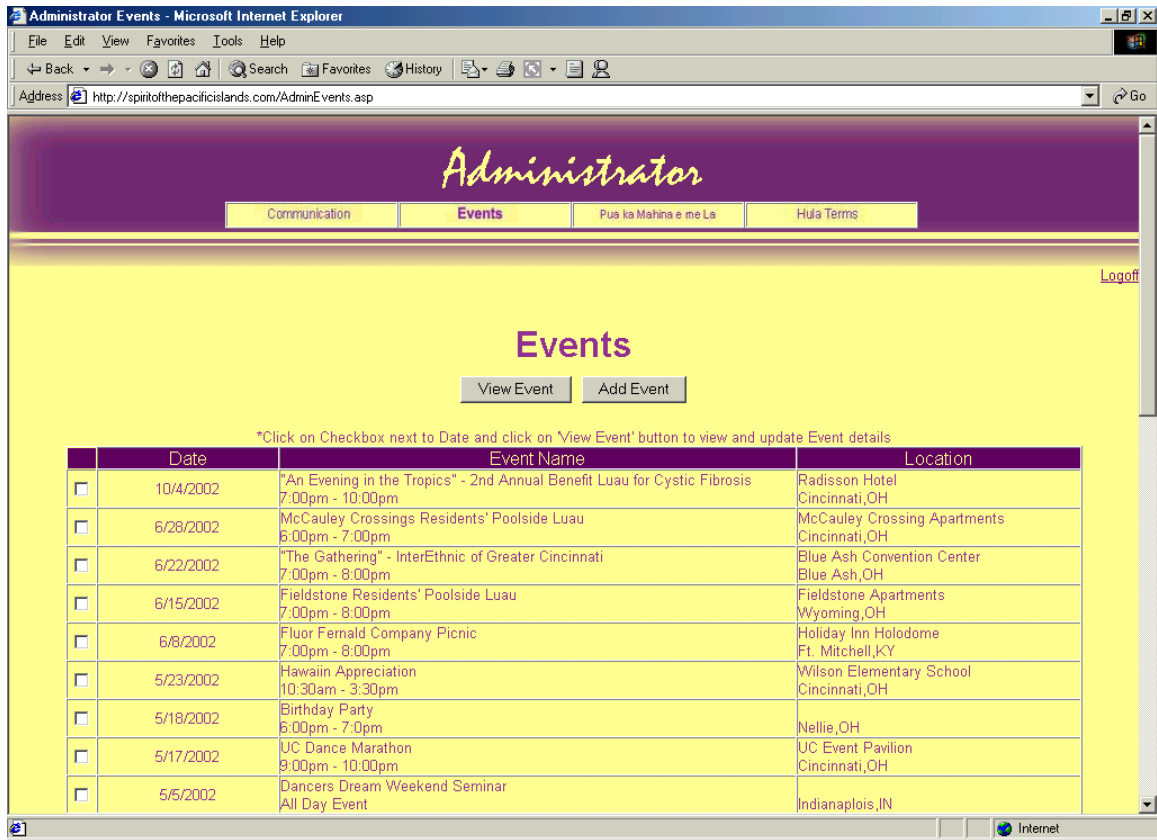 Administrator Events - Microsoft Internet Explorer
File Edit View Favorites Tools Help
Back Search Favorites History
Address http://spiritofthepacificislands.com/AdminEvents.asp Go
Administrator
Communication Events Pua ka Mahina e me La Hula Terms
Logoff
Events
View Event Add Event
*Click on Checkbox next to Date and click on 'View Event' button to view and update Event details
Date Event Name Location
10/4/2002 "An Evening in the Tropics" - 2nd Annual Benefit Luau for Cystic Fibrosis Radisson Hotel
7:00pm - 10:00pm Cincinnati,OH
6/28/2002 McCauley Crossings Residents' Poolside Luau McCauley Crossing Apartments
6:00pm - 7:00pm Cincinnati,OH
6/22/2002 "The Gathering" - InterEthnic of Greater Cincinnati Blue Ash Convention Center
7:00pm - 8:00pm Blue Ash,OH
6/15/2002 Fieldstone Residents' Poolside Luau Fieldstone Apartments
7:00pm - 8:00pm Wyoming,OH
6/8/2002 Fluor Fernald Company Picnic Holiday Inn Holodome
7:00pm - 8:00pm Ft. Mitchell,KY
5/23/2002 Hawaiin Appreciation Wilson Elementary School
10:30am - 3:30pm Cincinnati,OH
5/18/2002 Birthday Party
6:00pm - 7:0pm Nellie,OH
5/17/2002 UC Dance Marathon UC Event Pavilion
9:00pm - 10:00pm Cincinnati,OH
5/5/2002 Dancers Dream Weekend Seminar
All Day Event Indianaplois,IN
Internet